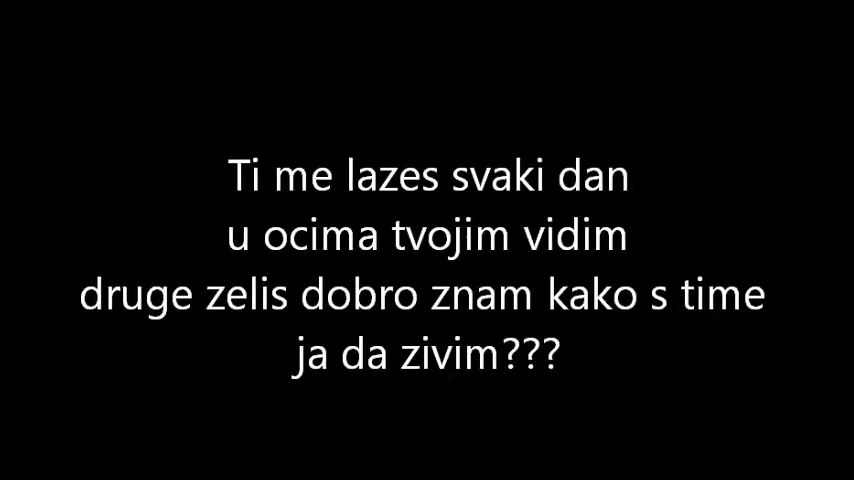 Ti me lazes svaki dan
u ocima tvojim vidim
druge zelis dobro znam kako s time
ja da zivim???